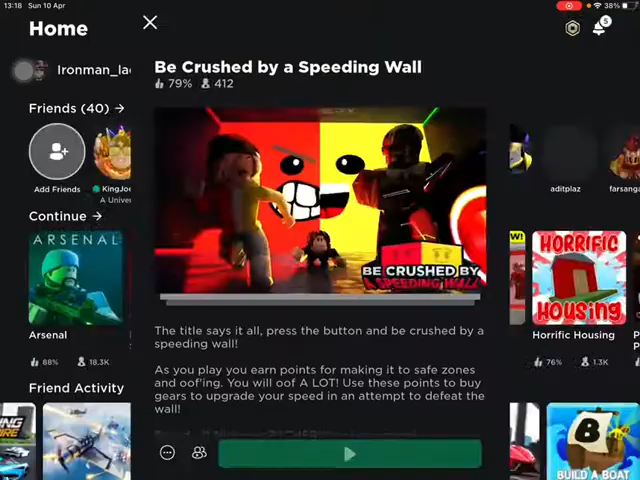 13:18 Sun 10 Apr
38%
Home
5
Be Crushed by a Speeding Wall
79% 412
Ironman_lac
Friends (40) →
Add Friends
KingJoe
A Univer
aditplaz
farsanga
Continue →
ARSENAL
BE CRUSHED BY
A SPEEDING WALL
W!
HORRIFIC
HOUSING
Arsenal
88% 18.3K
Horrific Housing
76% 1.3K
The title says it all, press the button and be crushed by a
speeding wall!
As you play you earn points for making it to safe zones
and oof'ing. You will oof A LOT! Use these points to buy
gears to upgrade your speed in an attempt to defeat the
wall!
Friend Activity
B
BUILD A BOAT